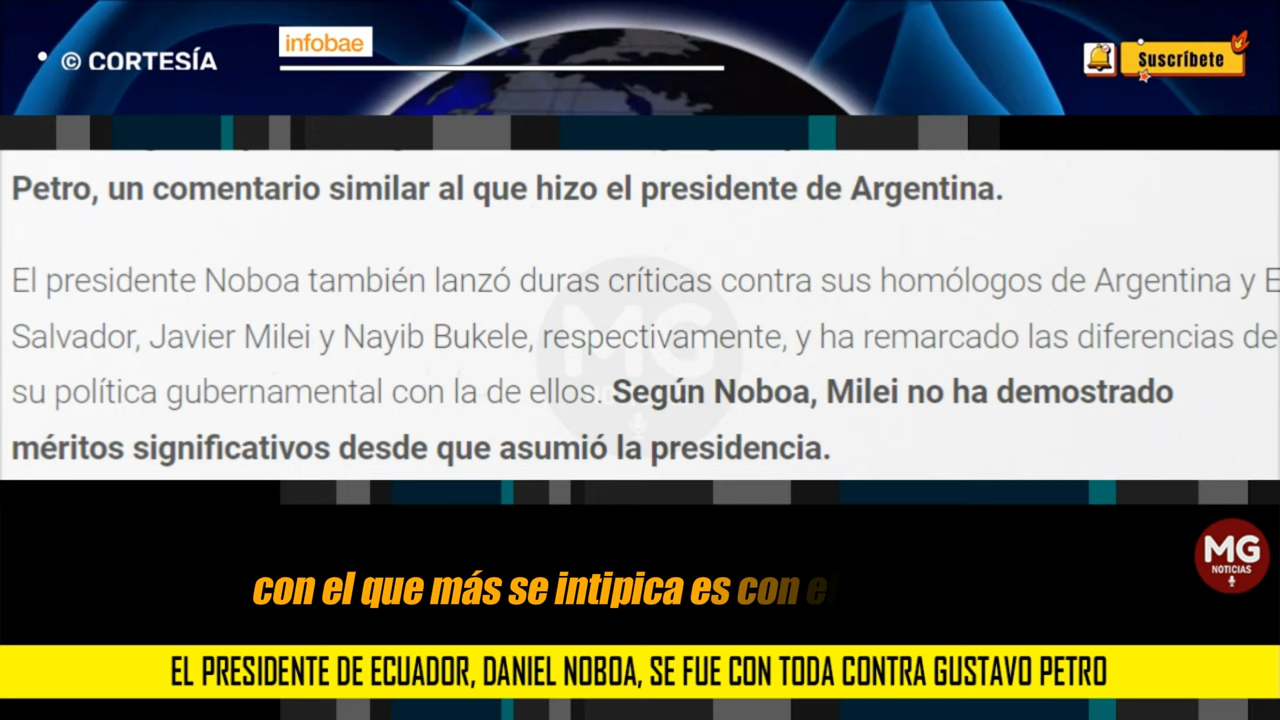 © CORTESÍA
infobae
Suscríbete
Petro, un comentario similar al que hizo el presidente de Argentina.
El presidente Noboa también lanzó duras críticas contra sus homólogos de Argentina y E
Salvador, Javier Milei y Nayib Bukele, respectivamente, y ha remarcado las diferencias de
su política gubernamental con la de ellos. Según Noboa, Milei no ha demostrado
méritos significativos desde que asumió la presidencia.
MG
MG
NOTICIAS
con el que más se intipica es con el
EL PRESIDENTE DE ECUADOR, DANIEL NOBOA, SE FUE CON TODA CONTRA GUSTAVO PETRO